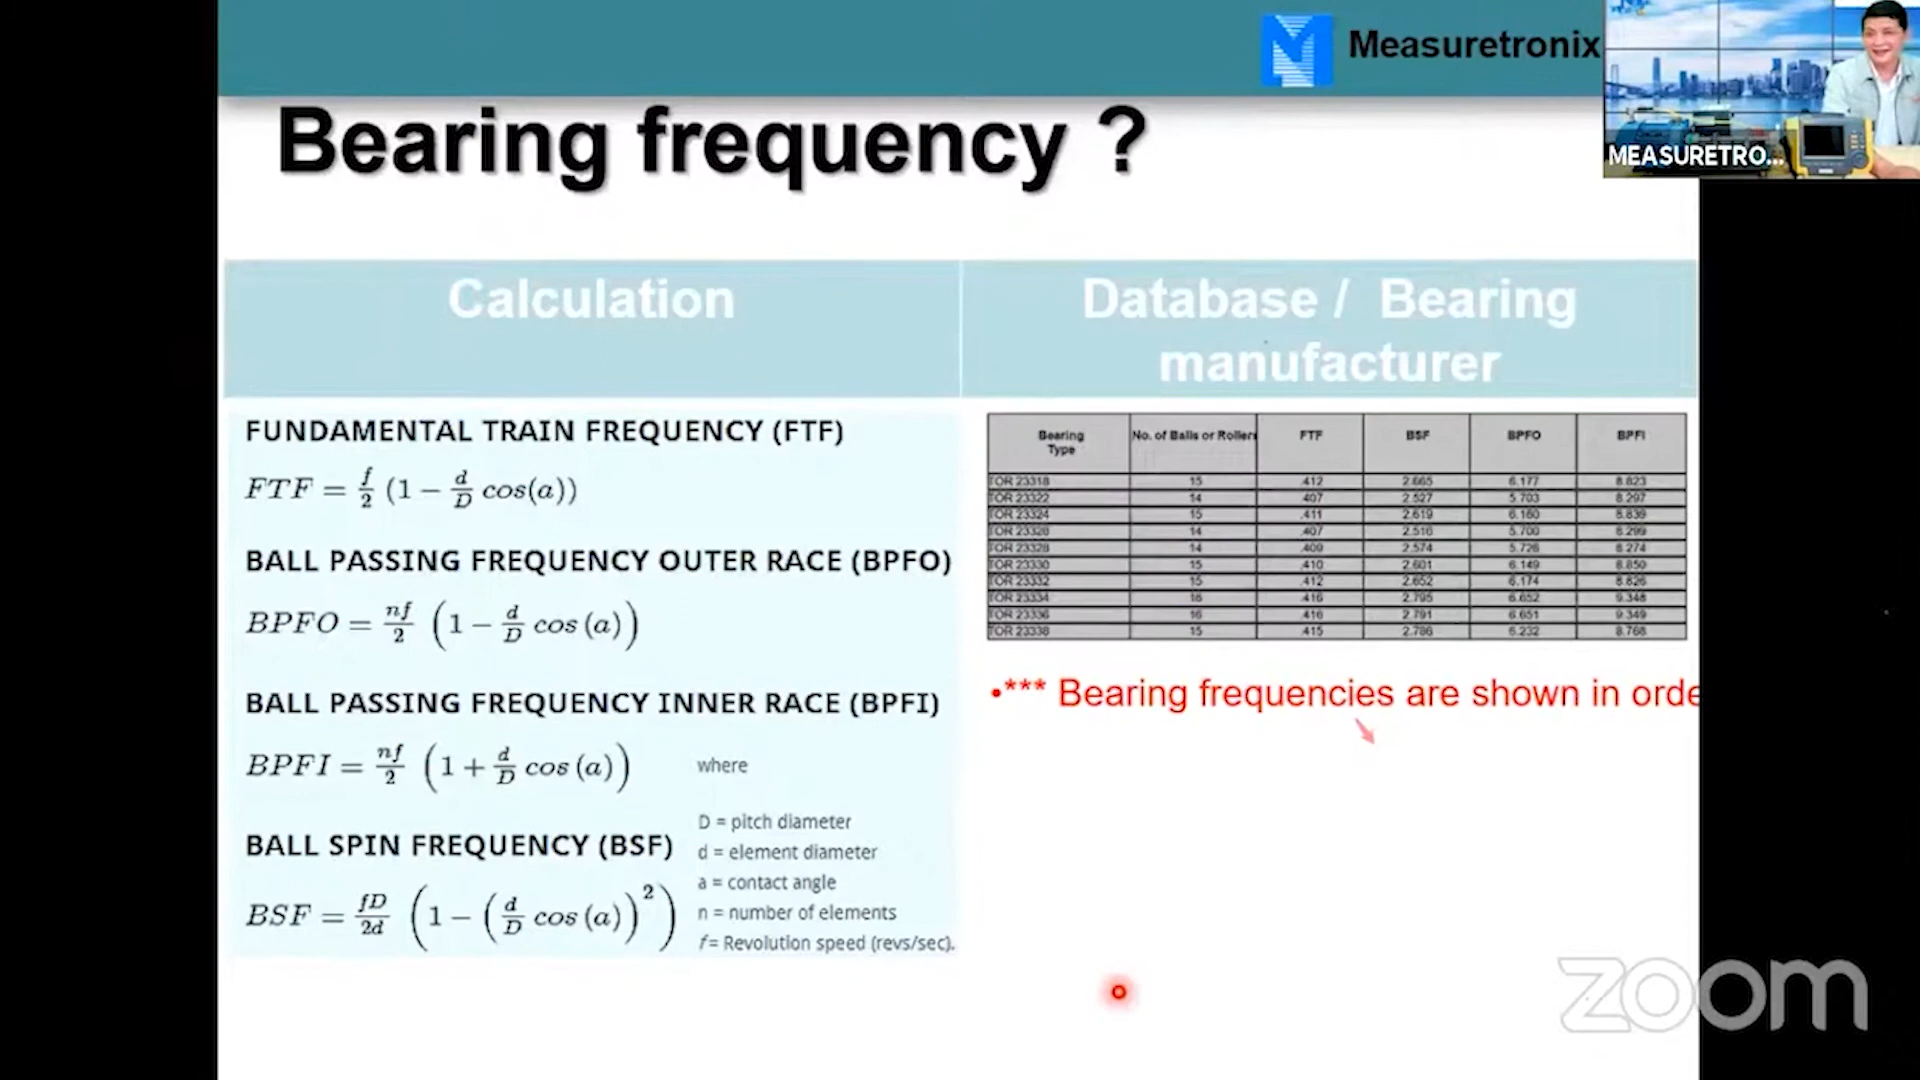 Measuretronix
MEASURETRO...
Bearing frequency ?
Calculation
Database / Bearing
manufacturer
FUNDAMENTAL TRAIN FREQUENCY (FTF)
FTF = f/2 (1 − d/D cos(a))
BALL PASSING FREQUENCY OUTER RACE (BPFO)
BPFO = nf/2 (1 − d/D cos (a))
BALL PASSING FREQUENCY INNER RACE (BPFI)
BPFI = nf/2 (1 + d/D cos (a))
BALL SPIN FREQUENCY (BSF)
BSF = fD/2d (1 − (d/D cos (a))²)
where
D = pitch diameter
d = element diameter
a = contact angle
n = number of elements
f = Revolution speed (revs/sec).
Bearing Type No. of Balls or Rollers FTF BSF BPFO BPFI
TOR 23318 15 .412 2.665 6.177 8.823
TOR 23322 14 .407 2.527 5.703 8.297
TOR 23324 15 .411 2.619 6.160 8.839
14 .407 2.516 5.700 8.299
TOR 23328 14 .409 2.574 5.726 8.274
TOR 23330 15 .410 2.601 6.149 8.850
TOR 23332 15 .412 2.652 6.174 8.826
TOR 23334 16 .416 2.795 6.652 9.348
TOR 23336 16 .416 2.791 6.651 9.349
TOR 23338 15 .415 2.786 6.232 8.768
•*** Bearing frequencies are shown in orde
zoom